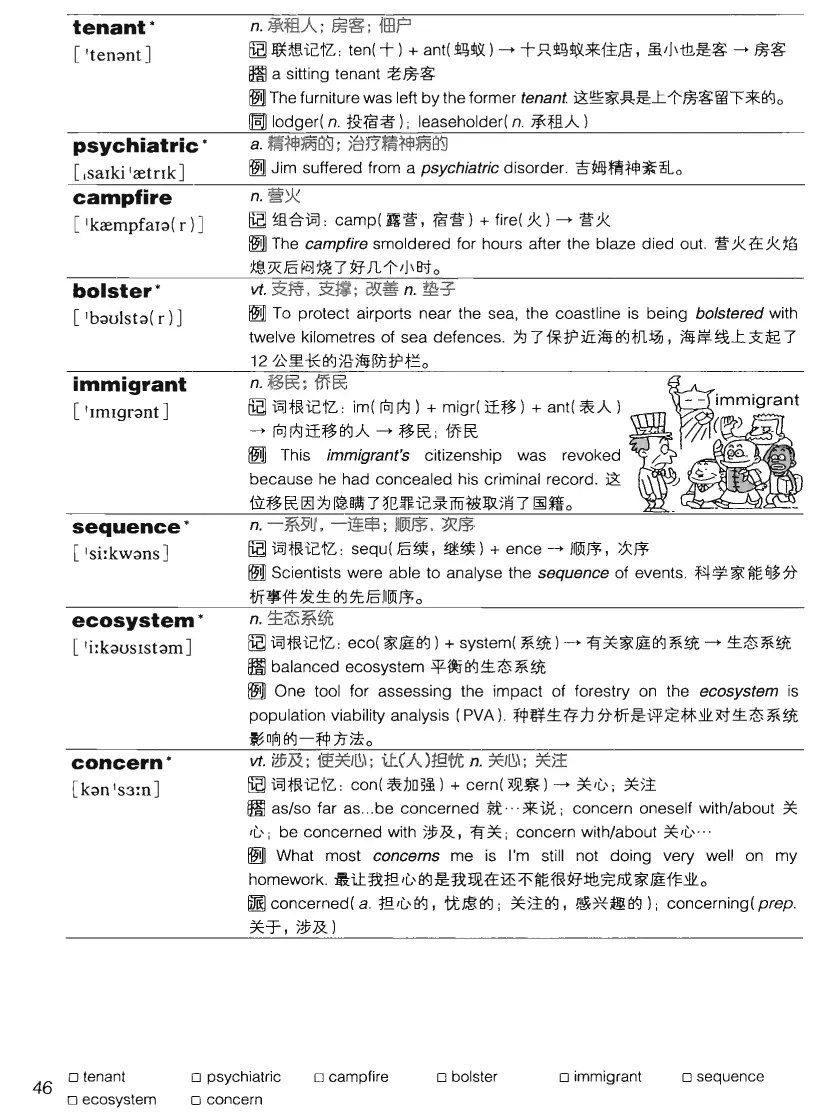 tenant*
[ ˈtenənt ]
n. 承租人；房客；佃户
[记] 联想记忆：ten(十) + ant(蚂蚁) → 十只蚂蚁来住店，虽小也是客 → 房客
[搭] a sitting tenant 老房客
[例] The furniture was left by the former tenant. 这些家具是上个房客留下来的。
[同] lodger(n. 投宿者)；leaseholder(n. 承租人)
psychiatric*
[ˌsaɪkiˈætrɪk]
a. 精神病的；治疗精神病的
[例] Jim suffered from a psychiatric disorder. 吉姆精神紊乱。
campfire
[ ˈkæmpfaɪə(r)]
n. 营火
[记] 组合词：camp(露营，宿营) + fire(火) → 营火
[例] The campfire smoldered for hours after the blaze died out. 营火在火焰
熄灭后闷烧了好几个小时。
bolster*
[ ˈbəʊlstə(r)]
vt. 支持，支撑；改善 n. 垫子
[例] To protect airports near the sea, the coastline is being bolstered with
twelve kilometres of sea defences. 为了保护近海的机场，海岸线上支起了
12 公里长的沿海防护栏。
immigrant
[ ˈɪmɪgrənt ]
n. 移民；侨民
[记] 词根记忆：im(向内) + migr(迁移) + ant(表人)
→ 向内迁移的人 → 移民；侨民
[例] This immigrant's citizenship was revoked
because he had concealed his criminal record. 这
位移民因为隐瞒了犯罪记录而被取消了国籍。
immigrant
sequence*
[ ˈsiːkwəns ]
n. 一系列，一连串；顺序，次序
[记] 词根记忆：sequ(后续，继续) + ence → 顺序，次序
[例] Scientists were able to analyse the sequence of events. 科学家能够分
析事件发生的先后顺序。
ecosystem*
[ ˈiːkəʊsɪstəm ]
n. 生态系统
[记] 词根记忆：eco(家庭的) + system(系统) → 有关家庭的系统 → 生态系统
[搭] balanced ecosystem 平衡的生态系统
[例] One tool for assessing the impact of forestry on the ecosystem is
population viability analysis (PVA). 种群生存力分析是评定林业对生态系统
影响的一种方法。
concern*
[kənˈsɜːn]
vt. 涉及；使关心；让(人)担忧 n. 关心；关注
[记] 词根记忆：con(表加强) + cern(观察) → 关心；关注
[搭] as/so far as...be concerned 就…来说；concern oneself with/about 关
心；be concerned with 涉及，有关；concern with/about 关心…
[例] What most concerns me is I'm still not doing very well on my
homework. 最让我担心的是我现在还不能很好地完成家庭作业。
[派] concerned(a. 担心的，忧虑的；关注的，感兴趣的)；concerning(prep.
关于，涉及)
46
□ tenant □ psychiatric □ campfire □ bolster □ immigrant □ sequence
□ ecosystem □ concern